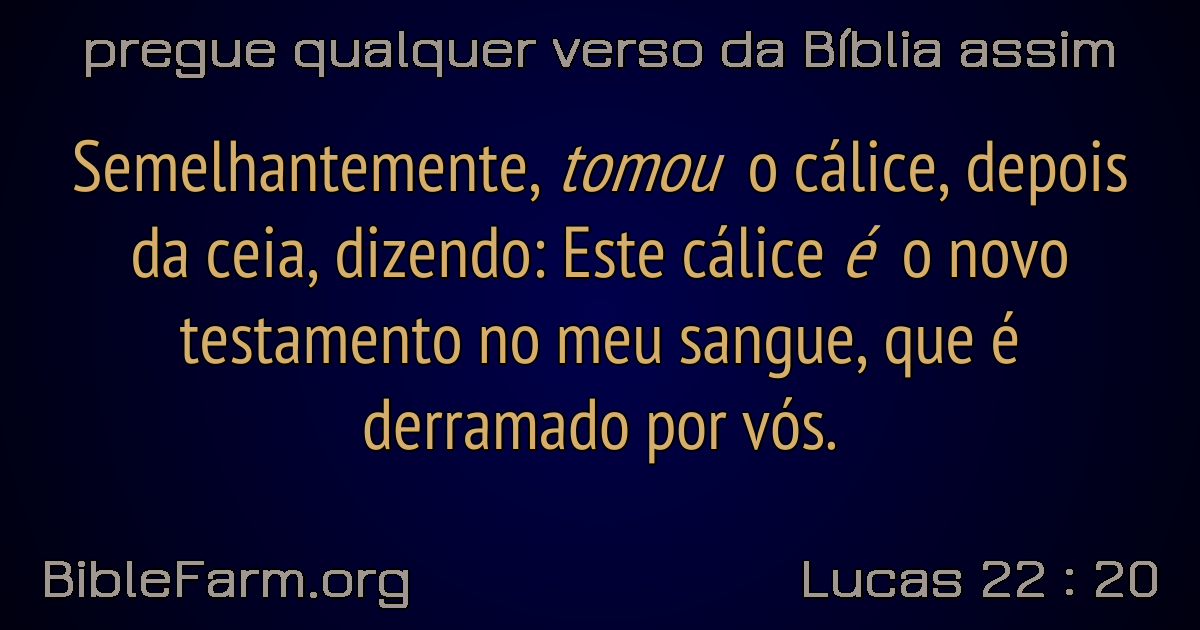 pregue qualquer verso da Bíblia assim
Semelhantemente, tomou o cálice, depois
da ceia, dizendo: Este cálice é o novo
testamento no meu sangue, que é
derramado por vós.
BibleFarm.org
Lucas 22 : 20